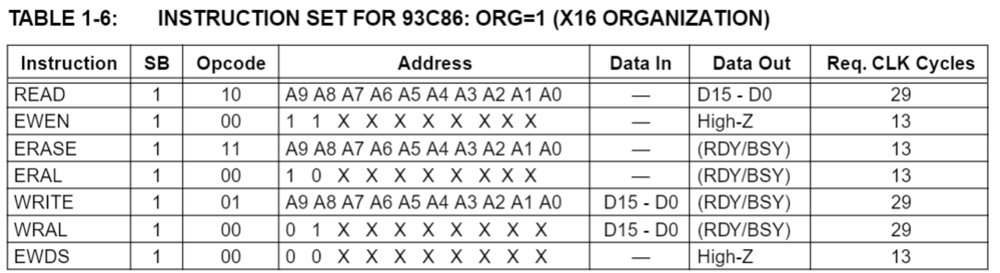 TABLE 1-6: INSTRUCTION SET FOR 93C86: ORG=1 (X16 ORGANIZATION)
Instruction SB Opcode Address Data In Data Out Req. CLK Cycles
READ 1 10 A9 A8 A7 A6 A5 A4 A3 A2 A1 A0 — D15 - D0 29
EWEN 1 00 1 1 X X X X X X X X — High-Z 13
ERASE 1 11 A9 A8 A7 A6 A5 A4 A3 A2 A1 A0 — (RDY/BSY) 13
ERAL 1 00 1 0 X X X X X X X X — (RDY/BSY) 13
WRITE 1 01 A9 A8 A7 A6 A5 A4 A3 A2 A1 A0 D15 - D0 (RDY/BSY) 29
WRAL 1 00 0 1 X X X X X X X X D15 - D0 (RDY/BSY) 29
EWDS 1 00 0 0 X X X X X X X X — High-Z 13